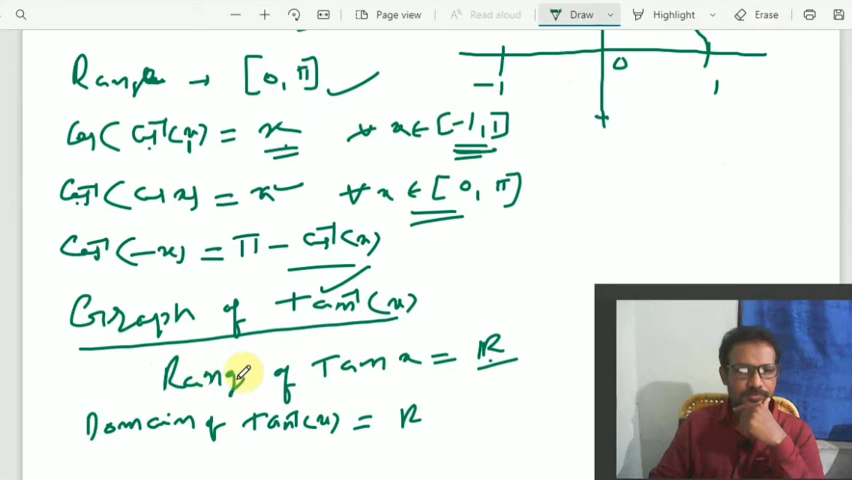 Page view
Read aloud
Draw
Highlight
Erase
Range → [0, π]
Cos(Cos⁻¹(x)) = x ∀ x ∈ [-1, 1]
Cos⁻¹(cos x) = x ∀ x ∈ [0, π]
Cos⁻¹(-x) = π - Cos⁻¹(x)
Graph of tan⁻¹(x)
Range of Tan x = R
Domain of tan⁻¹(x) = R
0
-1
1